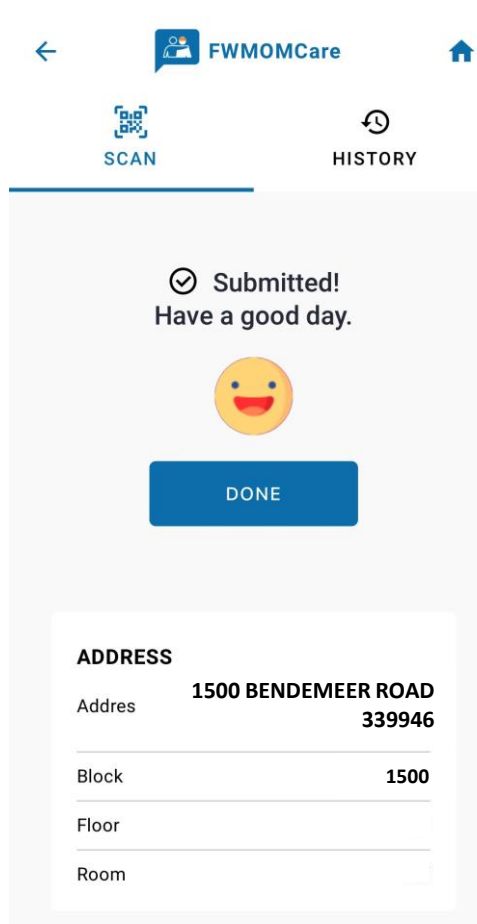 FWMOMCare
SCAN
HISTORY
Submitted!
Have a good day.
DONE
ADDRESS
Addres 1500 BENDEMEER ROAD
339946
Block 1500
Floor
Room